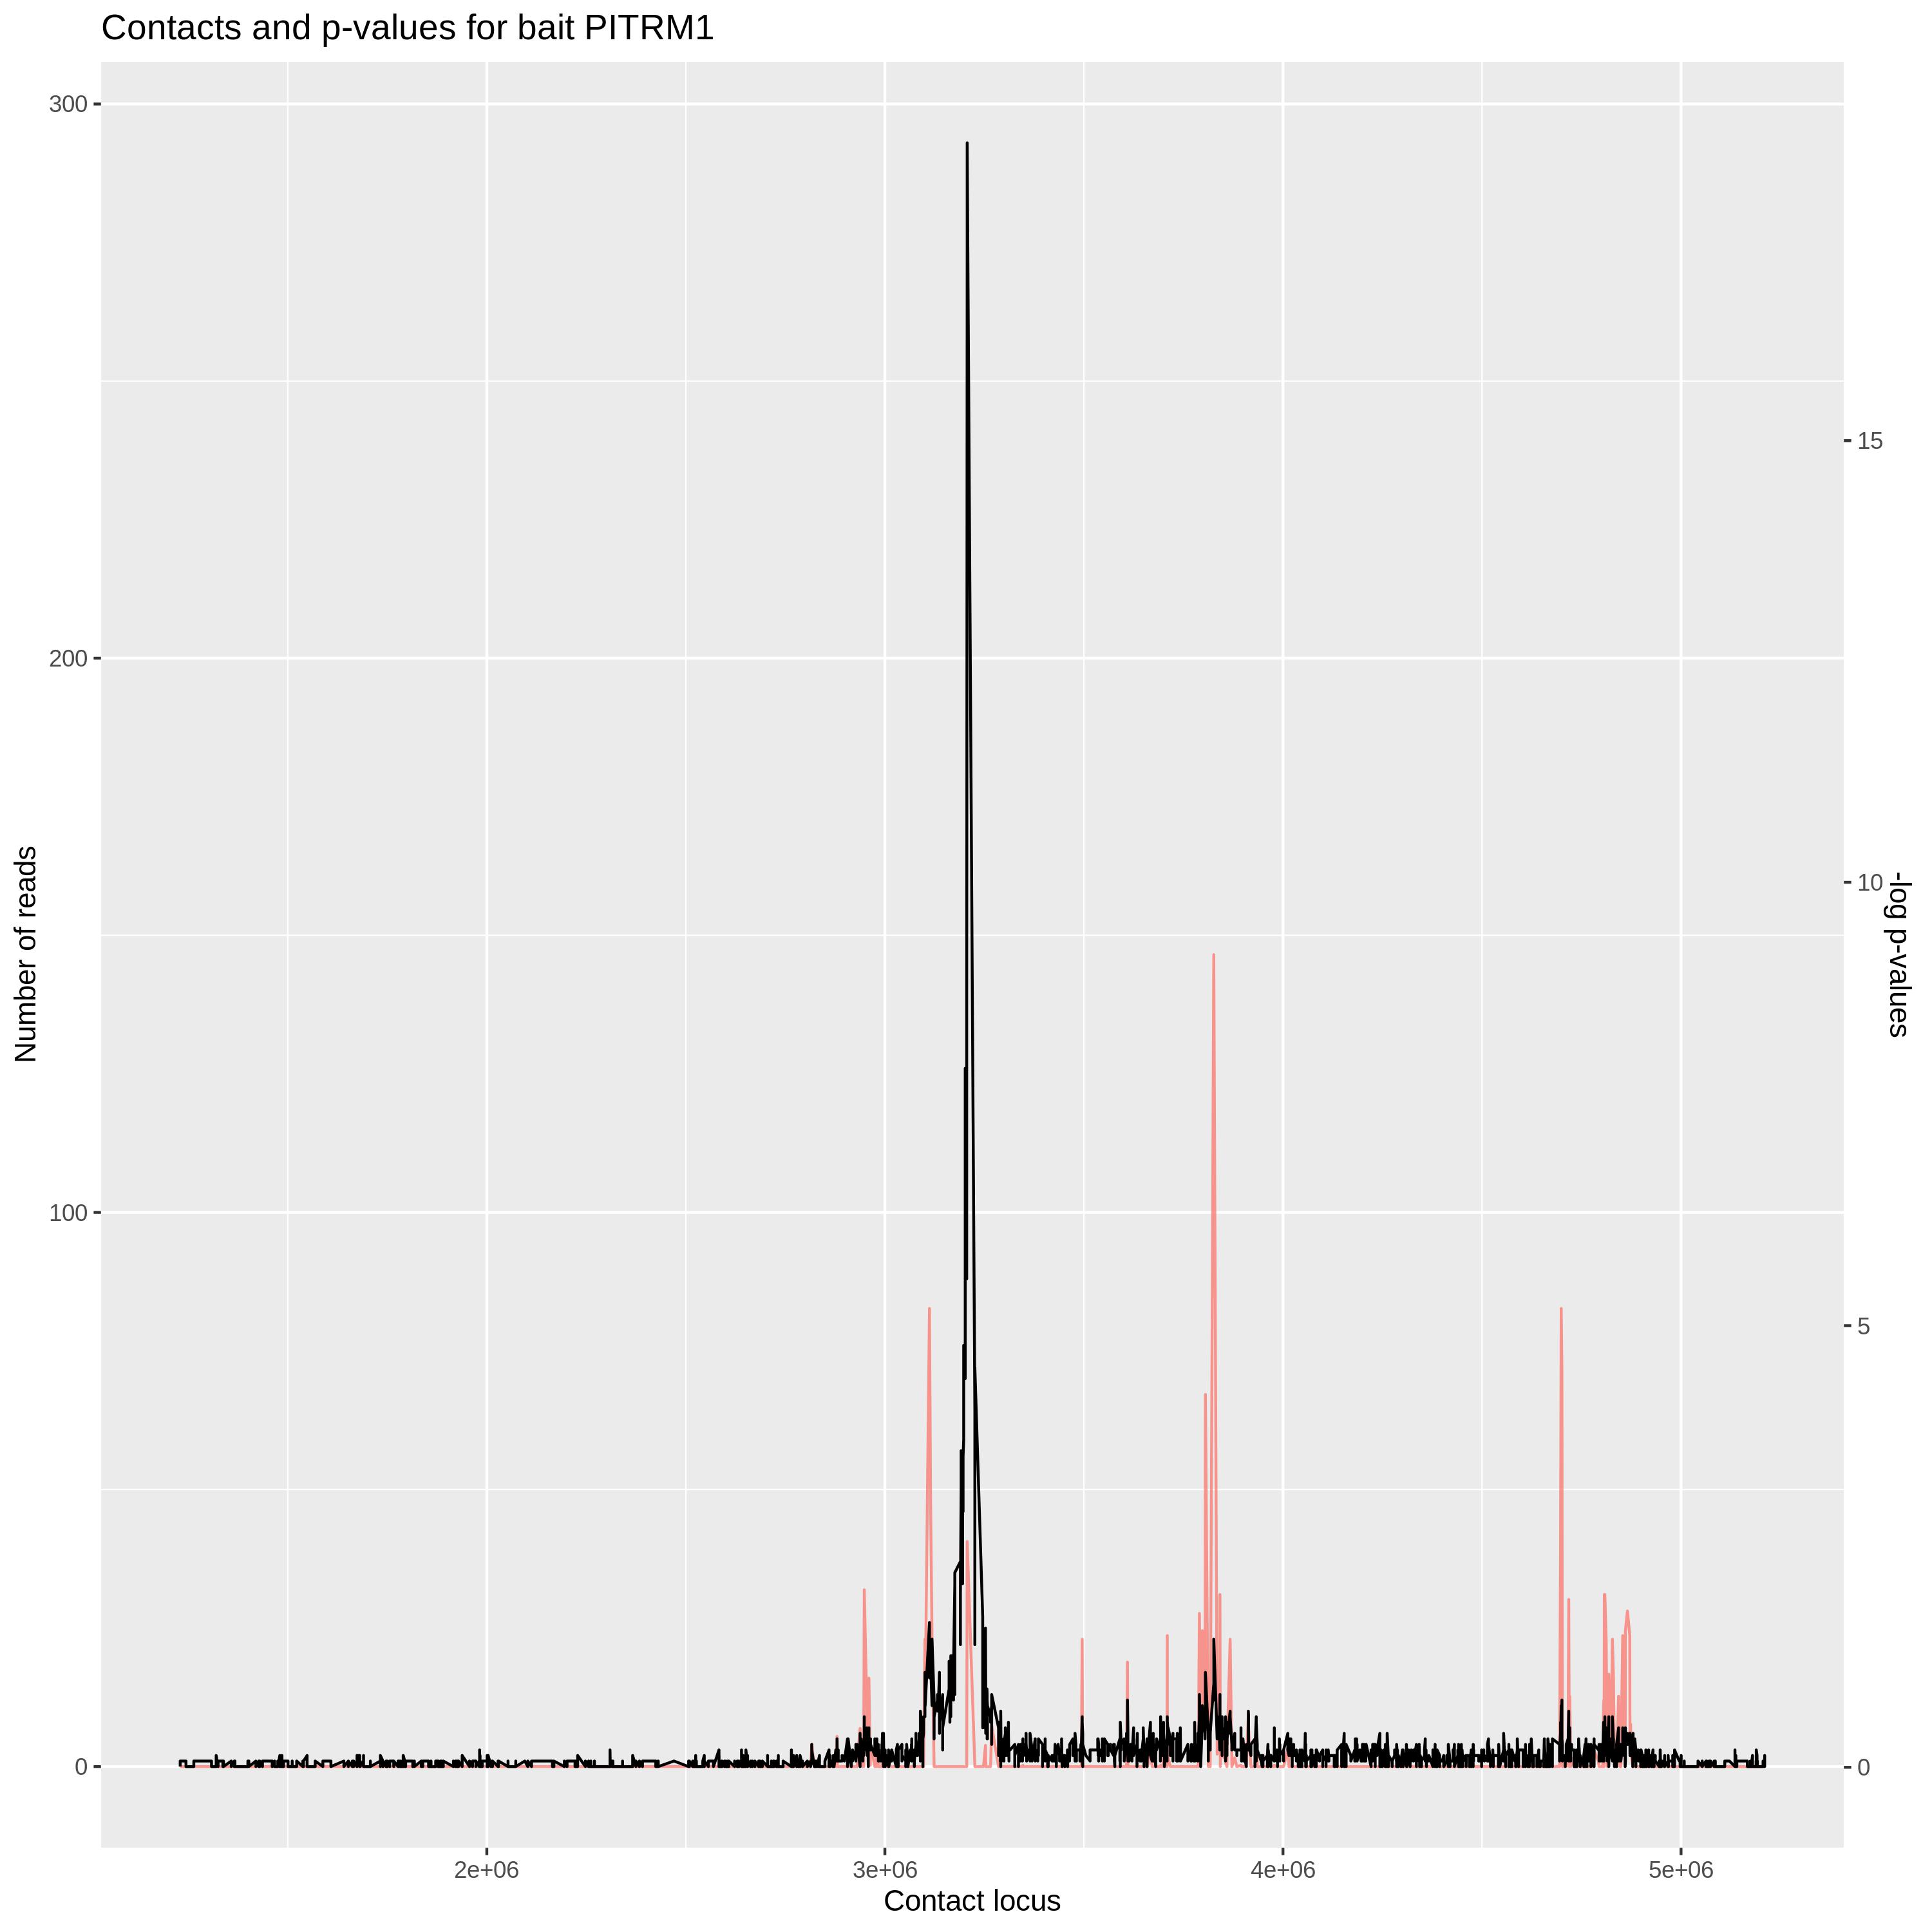 Contacts and p-values for bait PITRM1
300
200
100
0
Number of reads
15
10
5
0
-log p-values
2e+06
3e+06
4e+06
5e+06
Contact locus